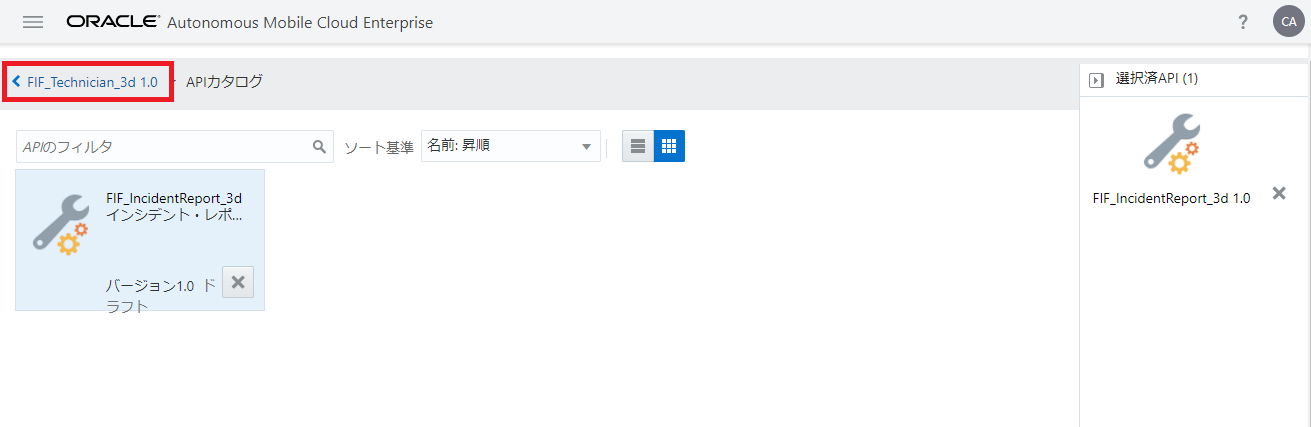 ORACLE Autonomous Mobile Cloud Enterprise
? CA
FIF_Technician_3d 1.0 APIカタログ
選択済API (1)
APIのフィルタ ソート基準 名前: 昇順
FIF_IncidentReport_3d
インシデント・レポ...
バージョン1.0 ド
ラフト
FIF_IncidentReport_3d 1.0